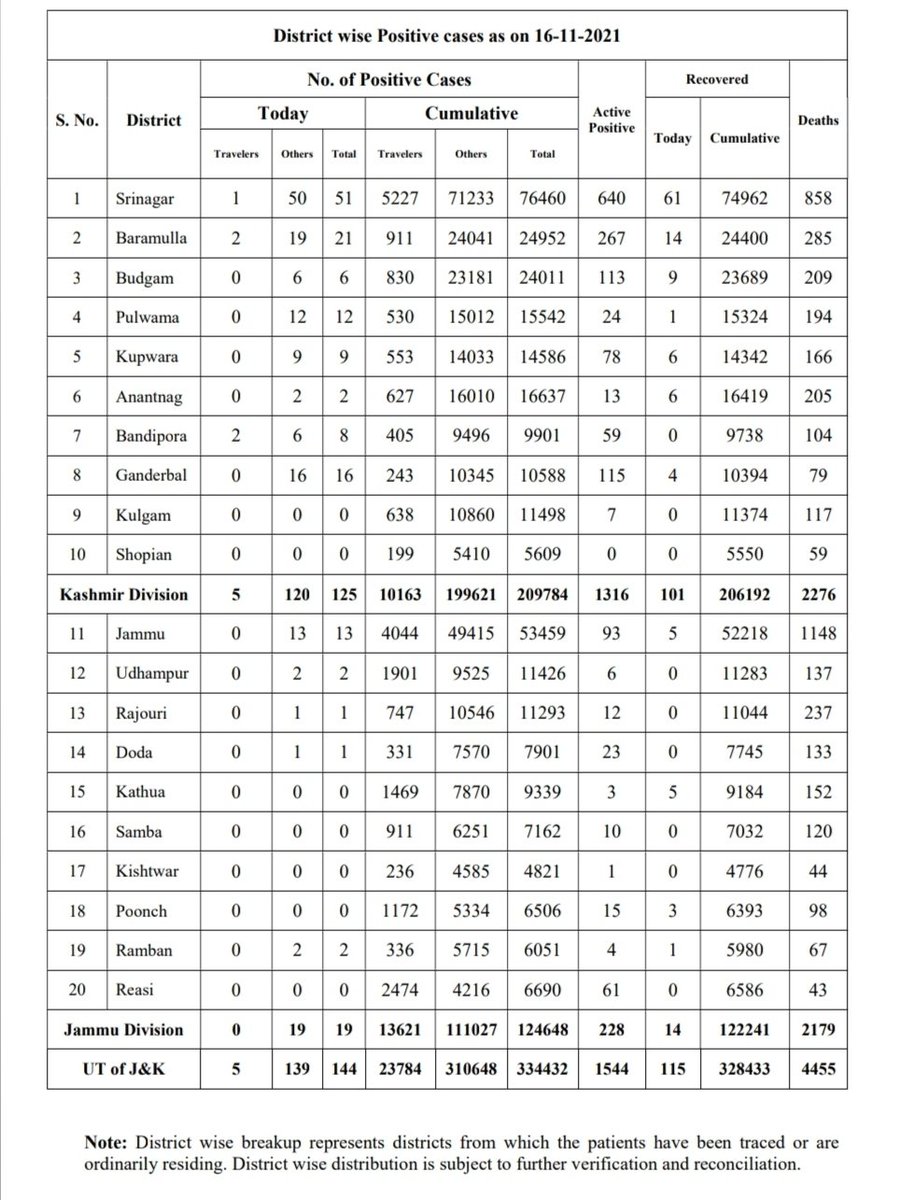 District wise Positive cases as on 16-11-2021
S. No. District No. of Positive Cases Active Positive Recovered Deaths
Today Cumulative Today Cumulative
Travelers Others Total Travelers Others Total
1 Srinagar 1 50 51 5227 71233 76460 640 61 74962 858
2 Baramulla 2 19 21 911 24041 24952 267 14 24400 285
3 Budgam 0 6 6 830 23181 24011 113 9 23689 209
4 Pulwama 0 12 12 530 15012 15542 24 1 15324 194
5 Kupwara 0 9 9 553 14033 14586 78 6 14342 166
6 Anantnag 0 2 2 627 16010 16637 13 6 16419 205
7 Bandipora 2 6 8 405 9496 9901 59 0 9738 104
8 Ganderbal 0 16 16 243 10345 10588 115 4 10394 79
9 Kulgam 0 0 0 638 10860 11498 7 0 11374 117
10 Shopian 0 0 0 199 5410 5609 0 0 5550 59
Kashmir Division 5 120 125 10163 199621 209784 1316 101 206192 2276
11 Jammu 0 13 13 4044 49415 53459 93 5 52218 1148
12 Udhampur 0 2 2 1901 9525 11426 6 0 11283 137
13 Rajouri 0 1 1 747 10546 11293 12 0 11044 237
14 Doda 0 1 1 331 7570 7901 23 0 7745 133
15 Kathua 0 0 0 1469 7870 9339 3 5 9184 152
16 Samba 0 0 0 911 6251 7162 10 0 7032 120
17 Kishtwar 0 0 0 236 4585 4821 1 0 4776 44
18 Poonch 0 0 0 1172 5334 6506 15 3 6393 98
19 Ramban 0 2 2 336 5715 6051 4 1 5980 67
20 Reasi 0 0 0 2474 4216 6690 61 0 6586 43
Jammu Division 0 19 19 13621 111027 124648 228 14 122241 2179
UT of J&K 5 139 144 23784 310648 334432 1544 115 328433 4455
Note: District wise breakup represents districts from which the patients have been traced or are
ordinarily residing. District wise distribution is subject to further verification and reconciliation.